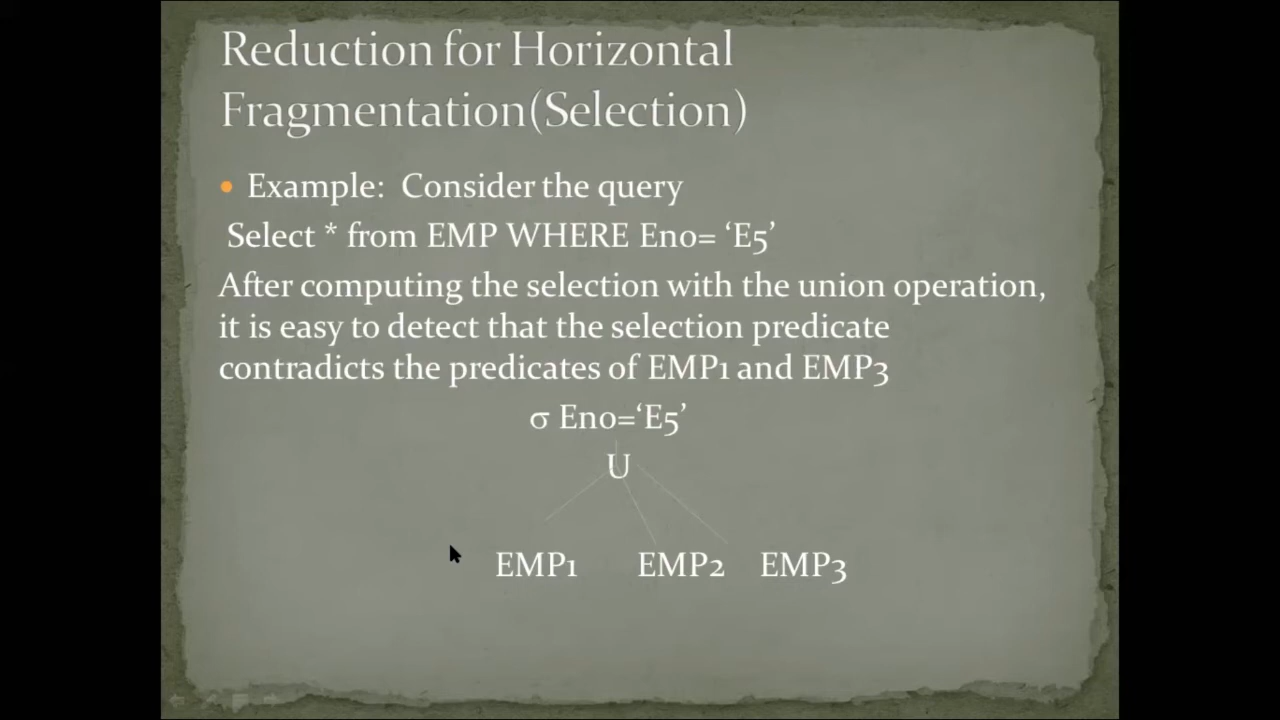 Reduction for Horizontal
Fragmentation(Selection)
Example: Consider the query
Select * from EMP WHERE Eno= ‘E5’
After computing the selection with the union operation,
it is easy to detect that the selection predicate
contradicts the predicates of EMP1 and EMP3
σ Eno=‘E5’
U
EMP1 EMP2 EMP3